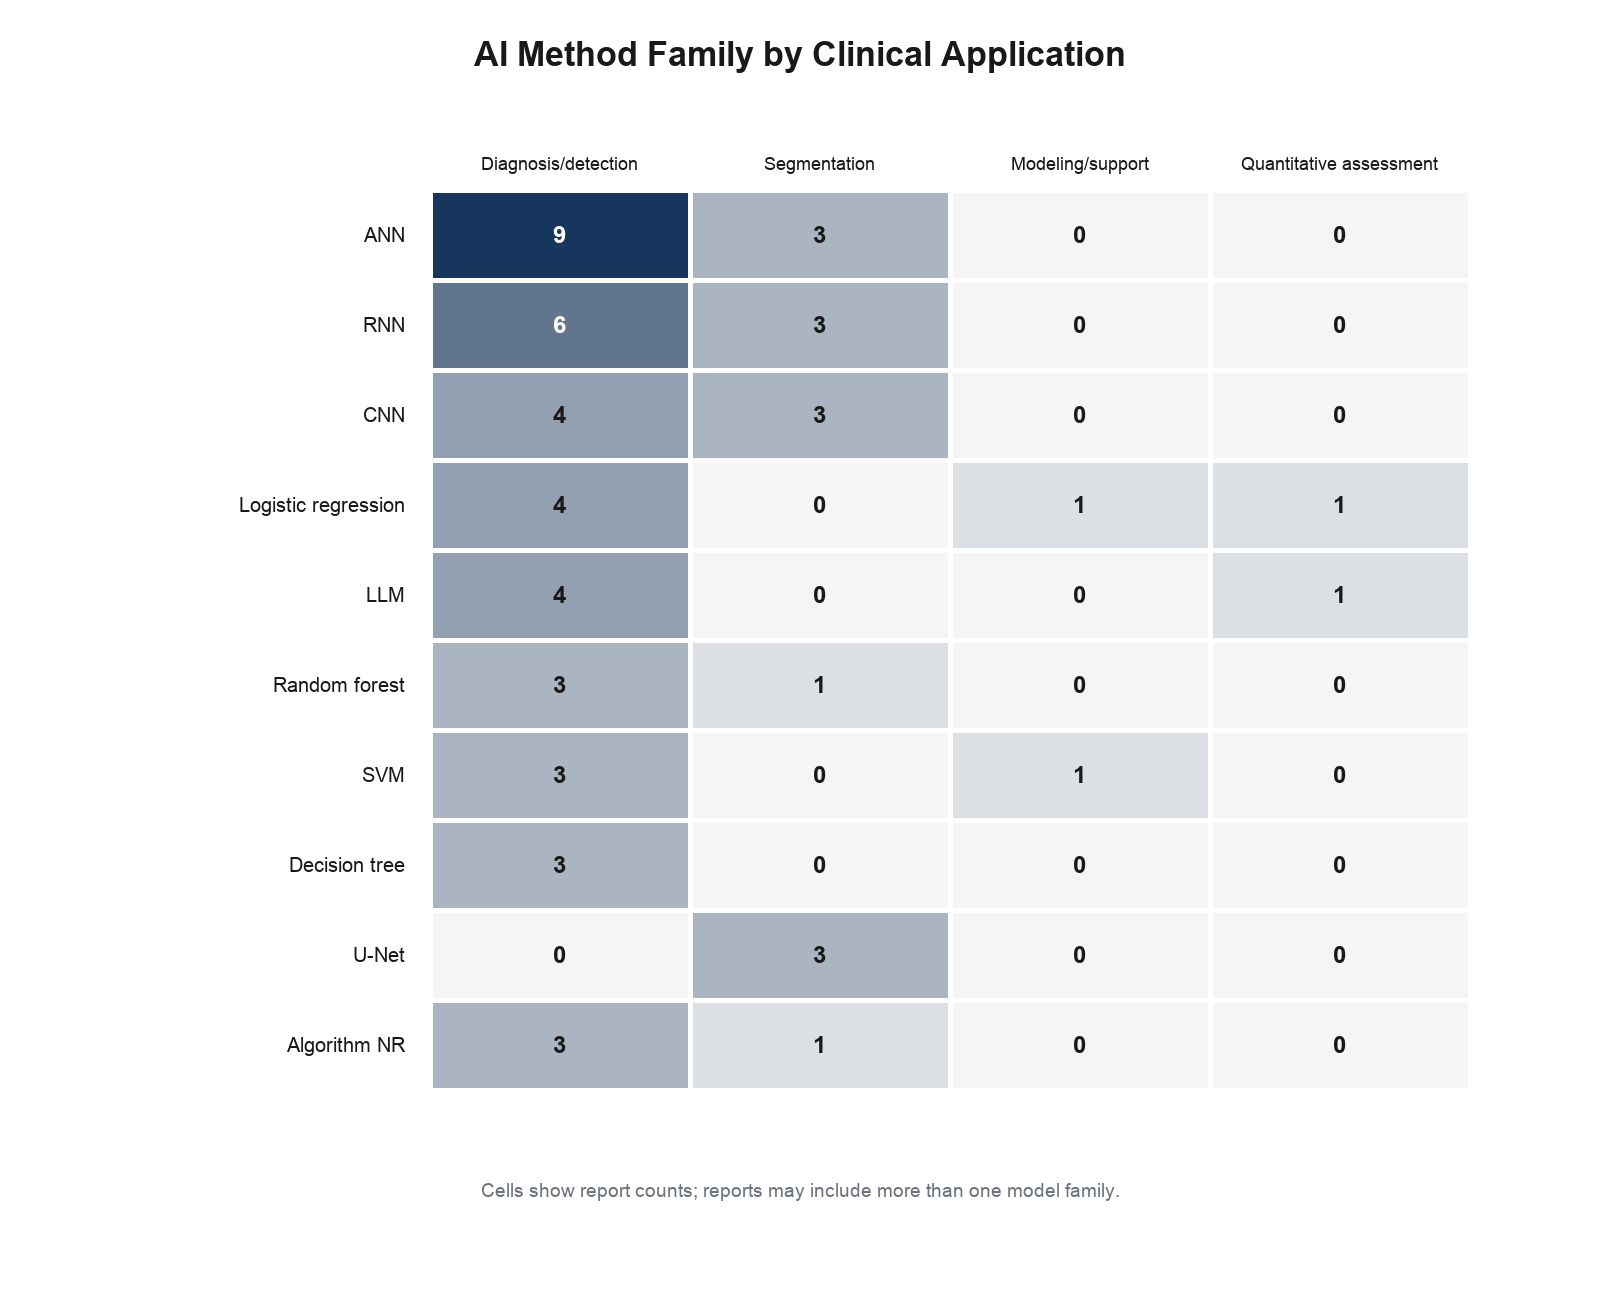 AI Method Family by Clinical Application
Diagnosis/detection Segmentation Modeling/support Quantitative assessment
ANN 9 3 0 0
RNN 6 3 0 0
CNN 4 3 0 0
Logistic regression 4 0 1 1
LLM 4 0 0 1
Random forest 3 1 0 0
SVM 3 0 1 0
Decision tree 3 0 0 0
U-Net 0 3 0 0
Algorithm NR 3 1 0 0
Cells show report counts; reports may include more than one model family.